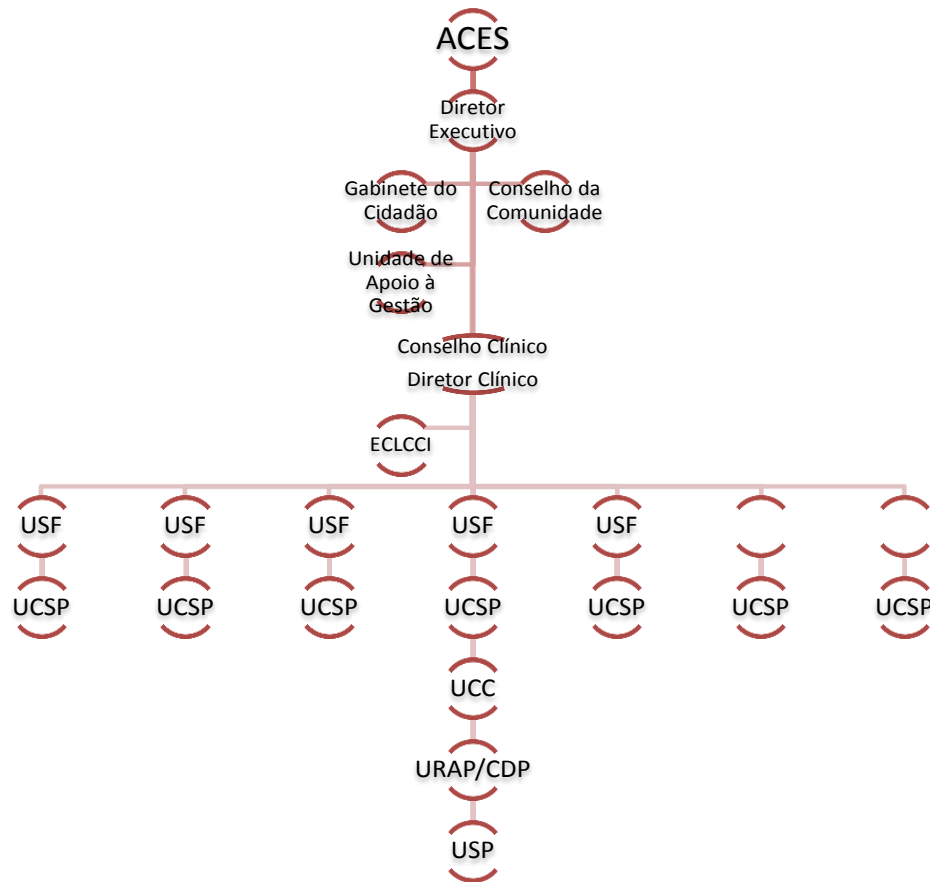 ACES
Diretor
Executivo
Gabinete do
Cidadão
Conselho da
Comunidade
Unidade de
Apoio à
Gestão
Conselho Clínico
Diretor Clínico
ECLCCI
USF
USF
USF
USF
USF
UCSP
UCSP
UCSP
UCSP
UCSP
UCSP
UCSP
UCC
URAP/CDP
USP